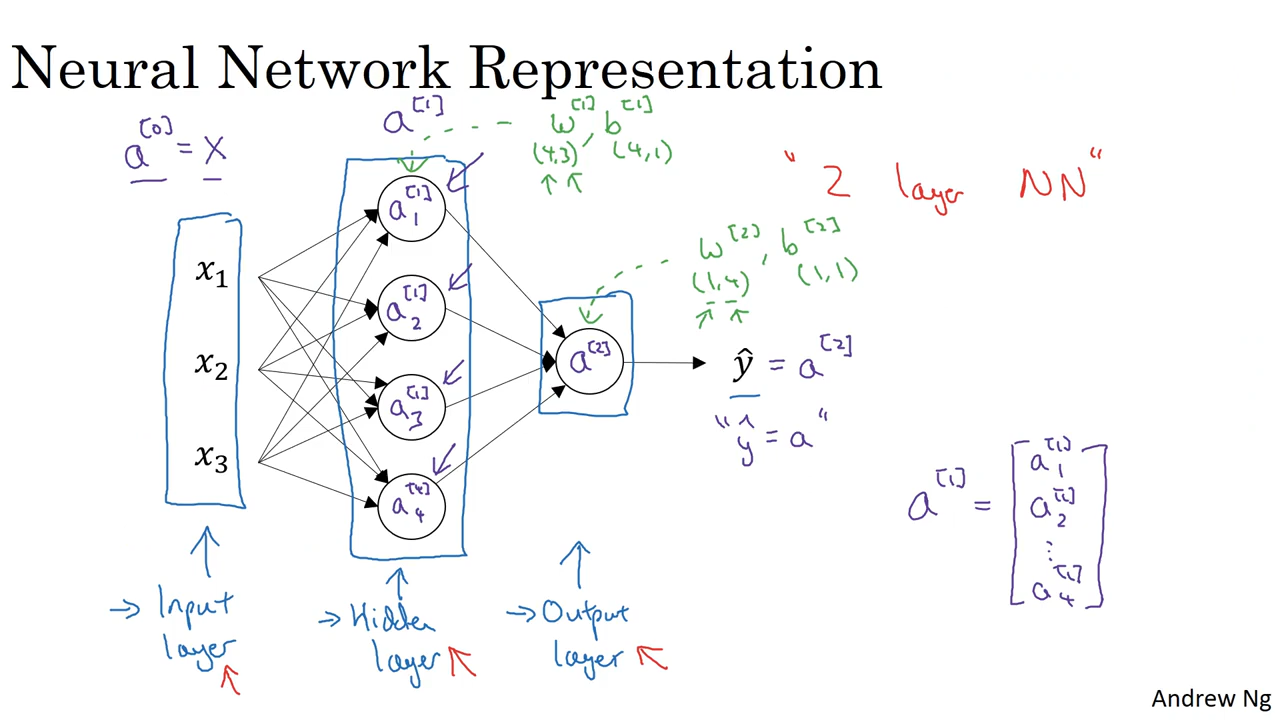 Neural Network Representation
a^[0] = X
a^[1]
w^[1], b^[1]
(4,3) (4,1)
" 2 layer NN "
w^[2], b^[2]
(1,4) (1,1)
x₁
x₂
x₃
a₁^[1]
a₂^[1]
a₃^[1]
a₄^[4]
a^[2]
ŷ = a^[2]
" ŷ = a "
a^[1] = [ a₁^[1]
a₂^[1]
⋮
a₄^[1] ]
→ Input layer
→ Hidden layer
→ Output layer
Andrew Ng